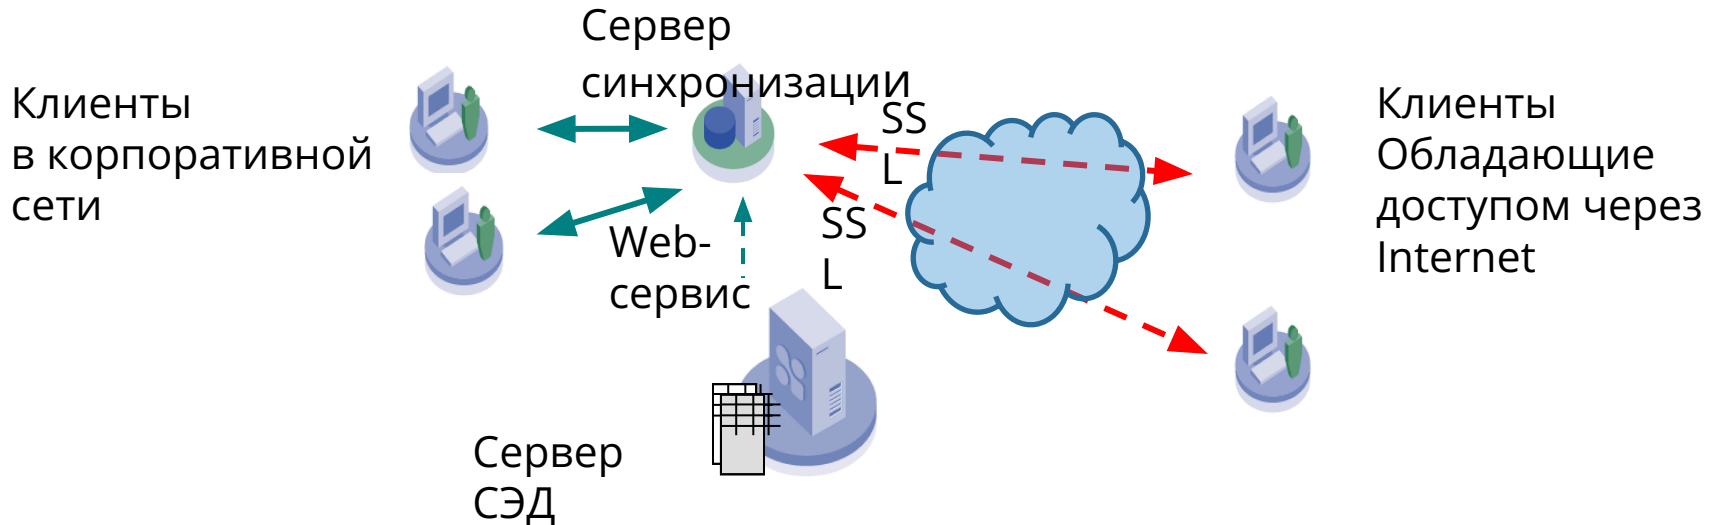 Сервер
синхронизации
Клиенты
в корпоративной
сети
SS
L
Клиенты
Обладающие
доступом через
Internet
SS
L
Web-
сервис
Сервер
СЭД